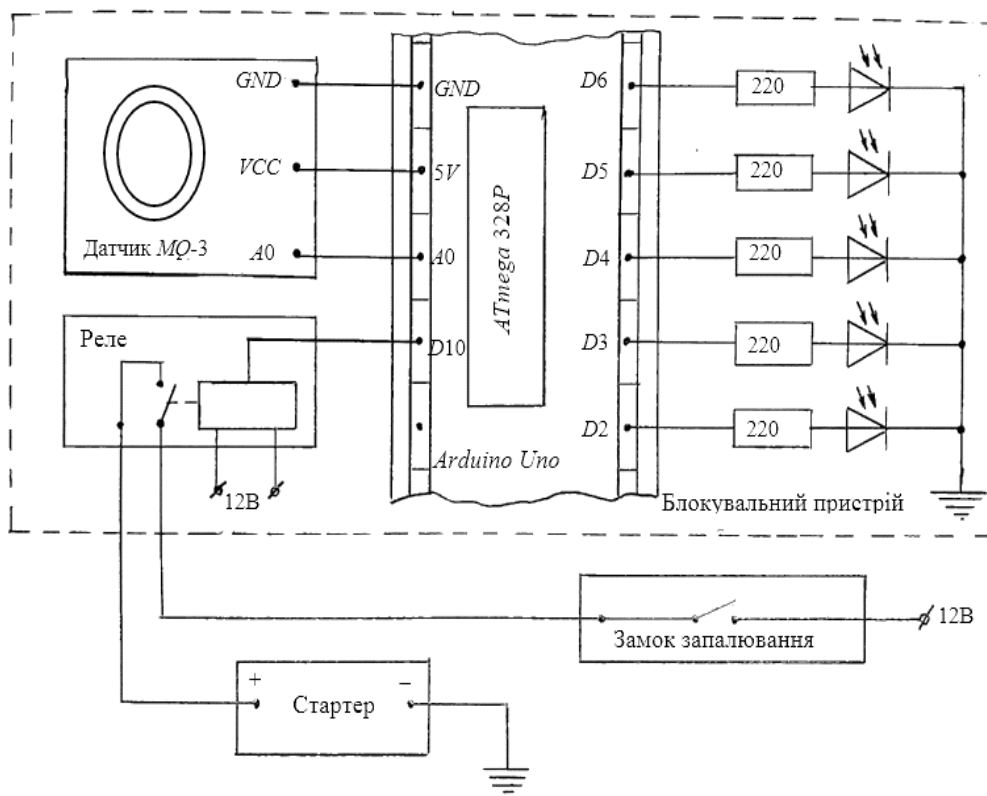 GND
VCC
Датчик MQ-3
A0
GND
5V
A0
D10
ATmega 328P
Arduino Uno
D6
D5
D4
D3
D2
220
220
220
220
220
Реле
12В
Блокувальний пристрій
Замок запалювання
12В
+
–
Стартер